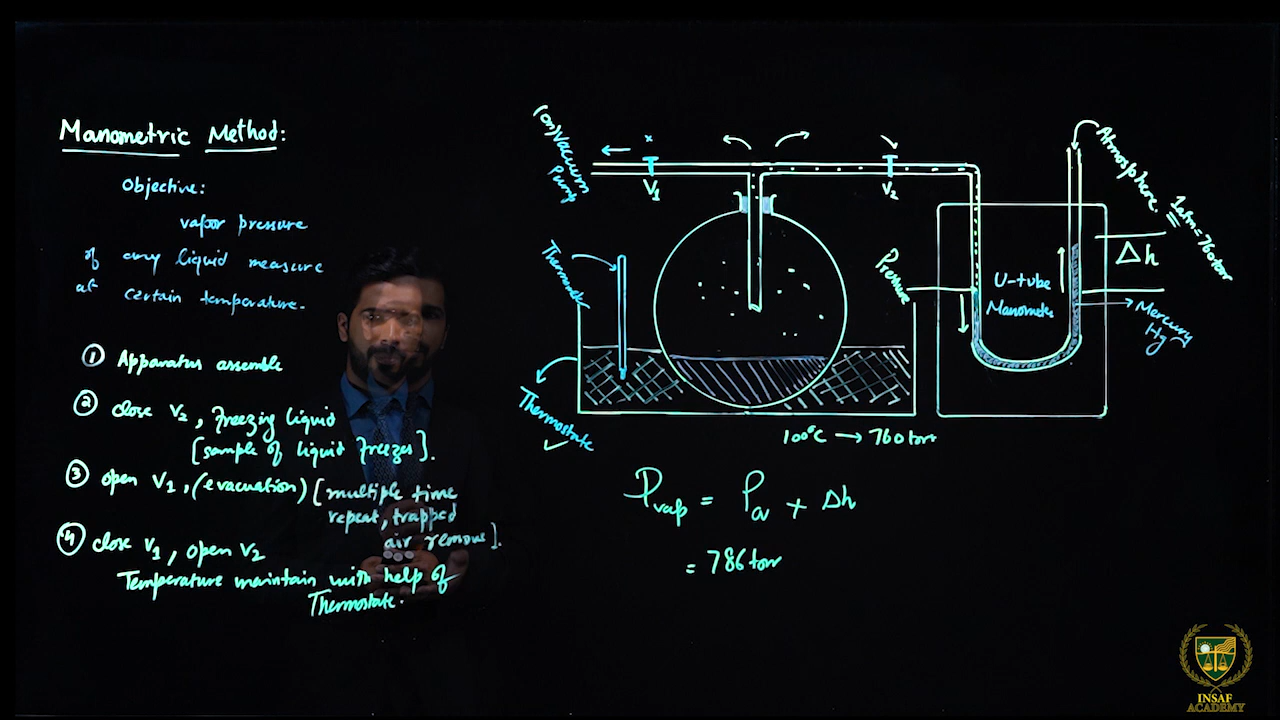 Manometric Method:
Objective:
vapor pressure
of any liquid measure
at certain temperature.
① Apparatus assemble
② close V2, freezing liquid
[sample of liquid freezes].
③ open V1, (evacuation) [multiple time
repeat, trapped
air remove].
④ close V1, open V2
Temperature maintain with help of
Thermostate.
(on) Vacuum
Pump
V1
V2
Thermometer
Thermostate
100°C → 760 torr
Pressure
U-tube
Manometer
Atmosphere
1atm = 760 torr
Δh
Mercury
Hg
Pvap = Pa + Δh
= 786 torr
INSAF
ACADEMY